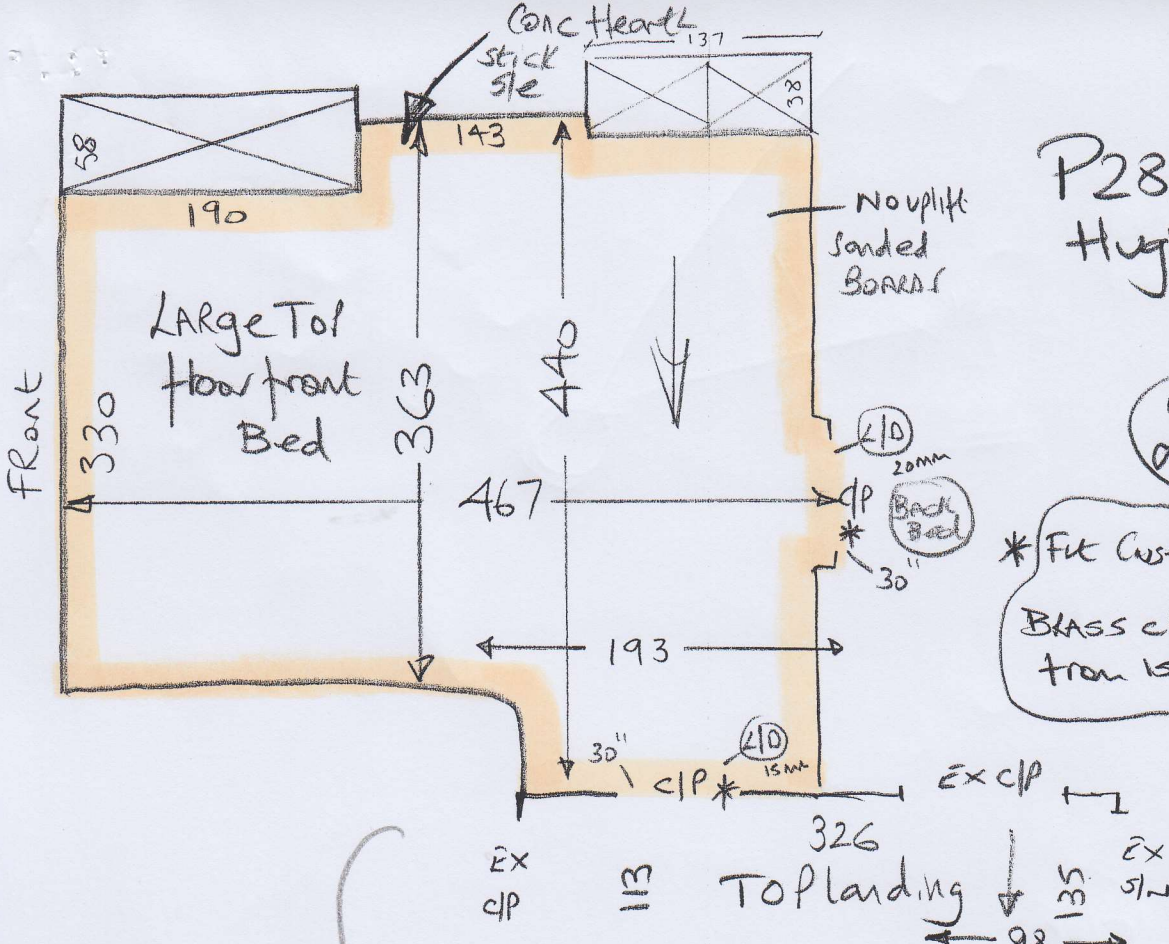 Conc Hearth
stick
s/e
137
38
58
143
190
No uplift
Sanded
BOARDS
P28
Hug
LARge Top
floor front
Bed
FRont
330
363
440
467
L/D
20mm
C/P
Back
Bed
*
30"
* Fit Cus
BRASS C
from 15
193
30"
C/P *
L/D
15mm
Ex C/P
326
Ex
C/P
113
Top landing
135
Ex
98